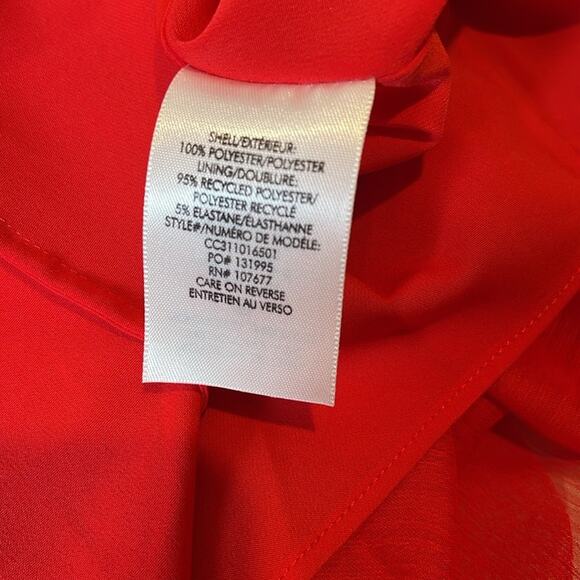 SHELL/EXTÉRIEUR:
100% POLYESTER/POLYESTER
LINING/DOUBLURE:
95% RECYCLED POLYESTER/
POLYESTER RECYCLÉ
5% ELASTANE/ÉLASTHANNE
STYLE#/NUMÉRO DE MODÈLE:
CC311016501
PO# 131995
RN# 107677
CARE ON REVERSE
ENTRETIEN AU VERSO